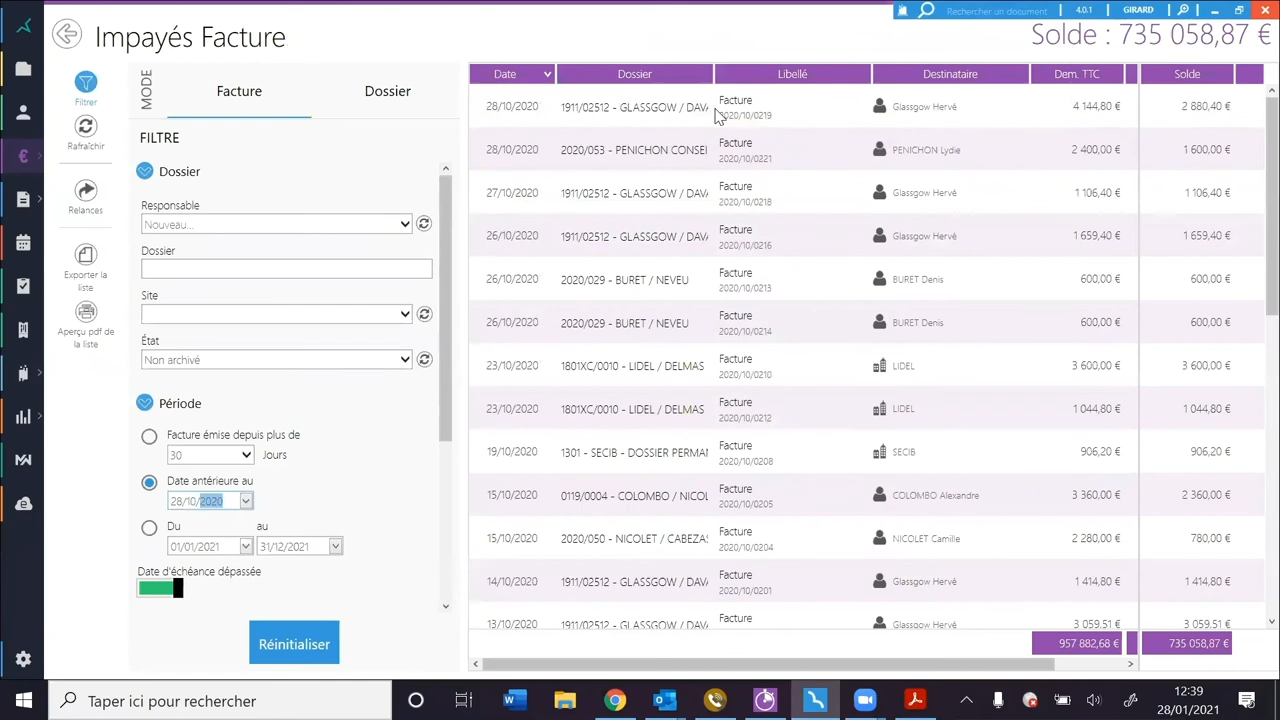 Rechercher un document
4.0.1
GIRARD
Impayés Facture
Solde : 735 058,87 €
Filtrer
Rafraîchir
Relances
Exporter la
liste
Aperçu pdf de
la liste
€
MODE
Facture
Dossier
FILTRE
Dossier
Responsable
Nouveau...
Dossier
Site
État
Non archivé
Période
Facture émise depuis plus de
30 Jours
Date antérieure au
28/10/2020
Du au
01/01/2021 31/12/2021
Date d'échéance dépassée
Réinitialiser
Date Dossier Libellé Destinataire Dem. TTC Solde
28/10/2020 1911/02512 - GLASSGOW / DAVA Facture 2020/10/0219 Glassgow Hervé 4 144,80 € 2 880,40 €
28/10/2020 2020/053 - PENICHON CONSEI Facture 2020/10/0221 PENICHON Lydie 2 400,00 € 1 600,00 €
27/10/2020 1911/02512 - GLASSGOW / DAVA Facture 2020/10/0218 Glassgow Hervé 1 106,40 € 1 106,40 €
26/10/2020 1911/02512 - GLASSGOW / DAVA Facture 2020/10/0216 Glassgow Hervé 1 659,40 € 1 659,40 €
26/10/2020 2020/029 - BURET / NEVEU Facture 2020/10/0213 BURET Denis 600,00 € 600,00 €
26/10/2020 2020/029 - BURET / NEVEU Facture 2020/10/0214 BURET Denis 600,00 € 600,00 €
23/10/2020 1801XC/0010 - LIDEL / DELMAS Facture 2020/10/0210 LIDEL 3 600,00 € 3 600,00 €
23/10/2020 1801XC/0010 - LIDEL / DELMAS Facture 2020/10/0212 LIDEL 1 044,80 € 1 044,80 €
19/10/2020 1301 - SECIB - DOSSIER PERMAN Facture 2020/10/0208 SECIB 906,20 € 906,20 €
15/10/2020 0119/0004 - COLOMBO / NICOL Facture 2020/10/0205 COLOMBO Alexandre 3 360,00 € 2 360,00 €
15/10/2020 2020/050 - NICOLET / CABEZAS Facture 2020/10/0204 NICOLET Camille 2 280,00 € 780,00 €
14/10/2020 1911/02512 - GLASSGOW / DAVA Facture 2020/10/0201 Glassgow Hervé 1 414,80 € 1 414,80 €
13/10/2020 1911/02512 - GLASSGOW / DAVA Facture Glassgow Hervé 3 059,51 € 3 059,51 €
957 882,68 € 735 058,87 €
Taper ici pour rechercher
12:39
28/01/2021